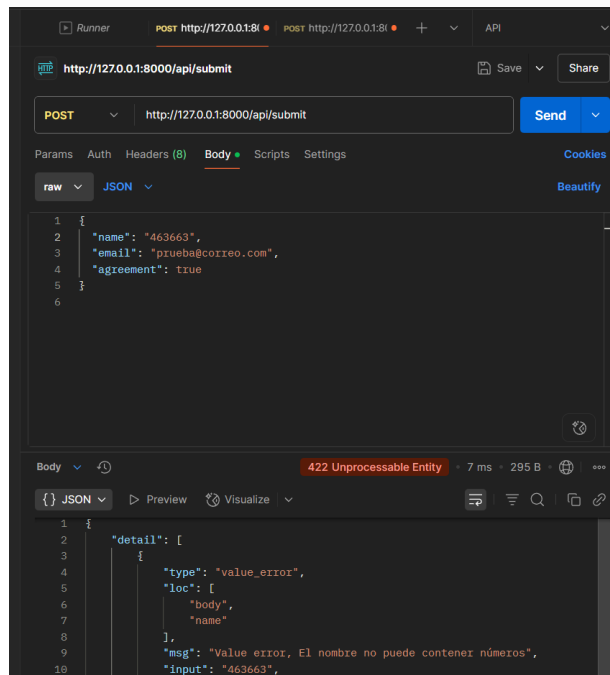 Runner POST http://127.0.0.1:8( POST http://127.0.0.1:8( + API
HTTP http://127.0.0.1:8000/api/submit Save Share
POST http://127.0.0.1:8000/api/submit Send
Params Auth Headers (8) Body Scripts Settings Cookies
raw JSON Beautify
1 {
2 "name": "463663",
3 "email": "prueba@correo.com",
4 "agreement": true
5 }
6
Body 422 Unprocessable Entity 7 ms 295 B
{} JSON Preview Visualize
1 {
2 "detail": [
3 {
4 "type": "value_error",
5 "loc": [
6 "body",
7 "name"
8 ],
9 "msg": "Value error, El nombre no puede contener números",
10 "input": "463663",